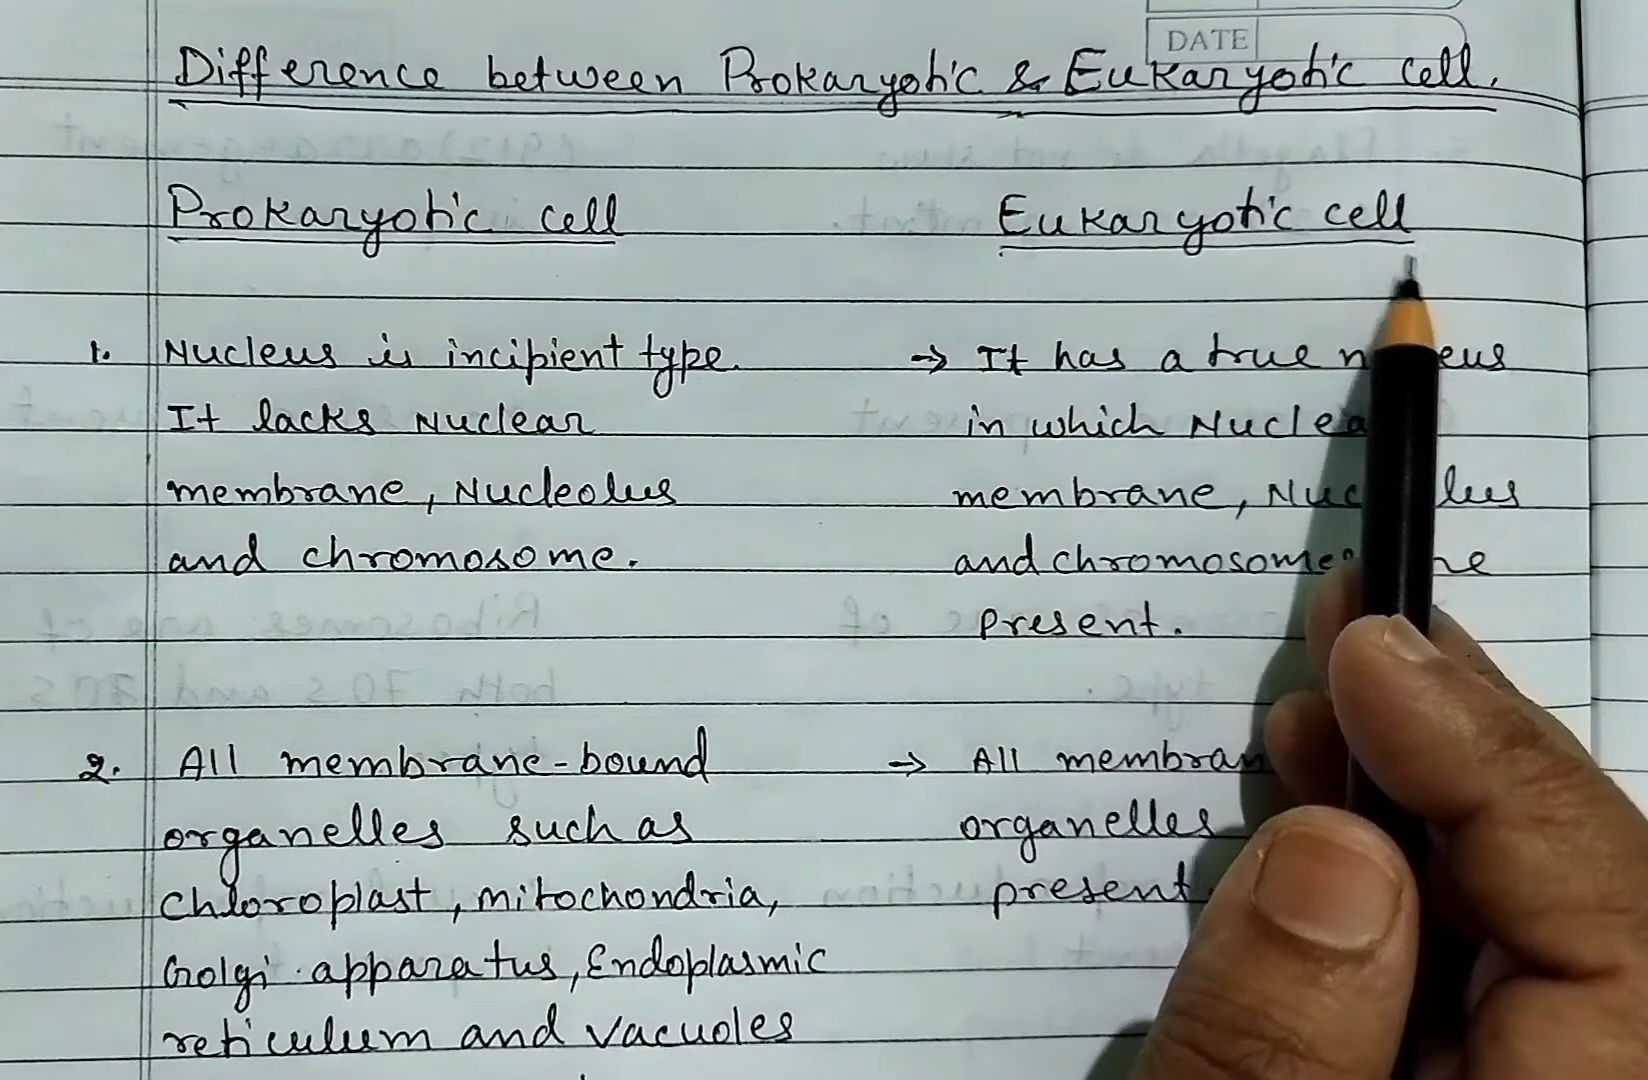 DATE
Difference between Prokaryotic & Eukaryotic cell.
Prokaryotic cell
Eukaryotic cell
1. Nucleus is incipient type.
It lacks Nuclear
membrane, Nucleolus
and chromosome.
→ It has a true
in which
membrane,
and chromosomes
present.
2. All membrane-bound
organelles such as
chloroplast, mitochondria,
Golgi apparatus, Endoplasmic
reticulum and vacuoles
→ All
organelles
present